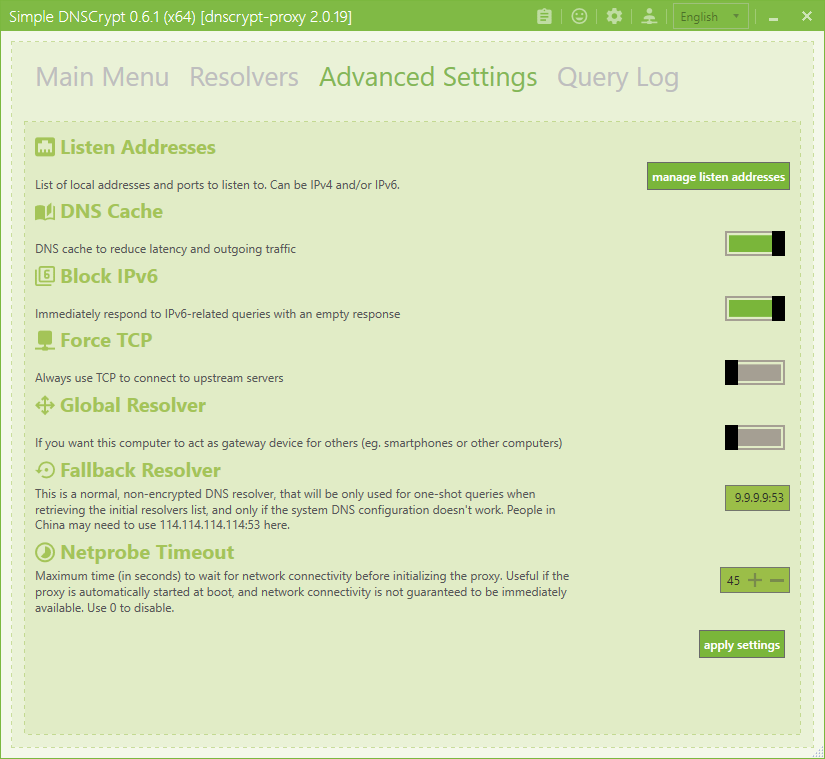 Simple DNSCrypt 0.6.1 (x64) [dnscrypt-proxy 2.0.19]
English
Main Menu Resolvers Advanced Settings Query Log
Listen Addresses
List of local addresses and ports to listen to. Can be IPv4 and/or IPv6.
manage listen addresses
DNS Cache
DNS cache to reduce latency and outgoing traffic
6
Block IPv6
Immediately respond to IPv6-related queries with an empty response
Force TCP
Always use TCP to connect to upstream servers
Global Resolver
If you want this computer to act as gateway device for others (eg. smartphones or other computers)
Fallback Resolver
This is a normal, non-encrypted DNS resolver, that will be only used for one-shot queries when
retrieving the initial resolvers list, and only if the system DNS configuration doesn't work. People in
China may need to use 114.114.114.114:53 here.
9.9.9.9:53
Netprobe Timeout
Maximum time (in seconds) to wait for network connectivity before initializing the proxy. Useful if the
proxy is automatically started at boot, and network connectivity is not guaranteed to be immediately
available. Use 0 to disable.
45
apply settings